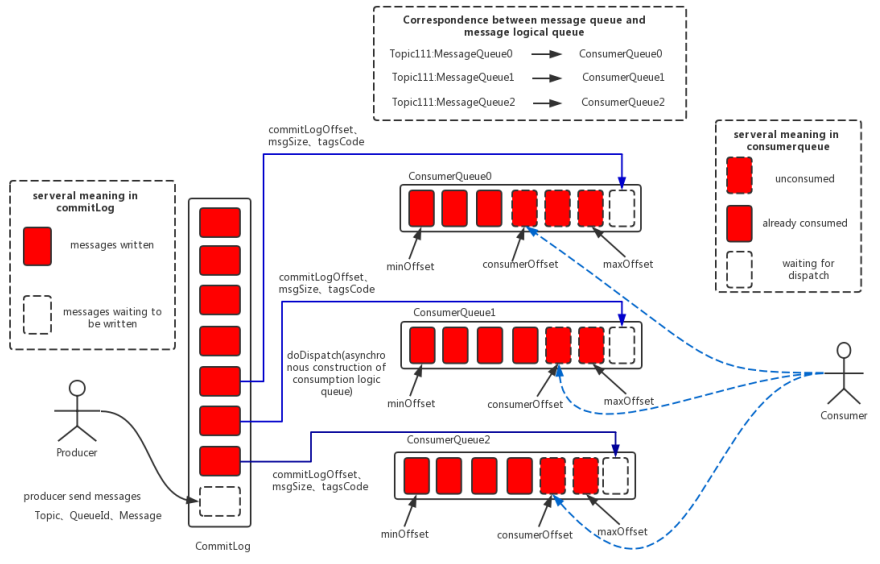 Correspondence between message queue and
message logical queue
Topic111:MessageQueue0
ConsumerQueue0
Topic111:MessageQueue1
ConsumerQueue1
Topic111:MessageQueue2
ConsumerQueue2
serveral meaning in
consumerqueue
unconsumed
already consumed
waiting for
dispatch
serveral meaning in
commitLog
messages written
messages waiting to
be written
commitLogOffset、
msgSize、tagsCode
ConsumerQueue0
minOffset
consumerOffset
maxOffset
commitLogOffset、
msgSize、tagsCode
ConsumerQueue1
doDispatch(asynchro
nous construction of
consumption logic
queue)
minOffset
consumerOffset
maxOffset
Consumer
ConsumerQueue2
commitLogOffset、
msgSize、tagsCode
minOffset
consumerOffset
maxOffset
Producer
producer send messages
Topic、QueueId、Message
CommitLog